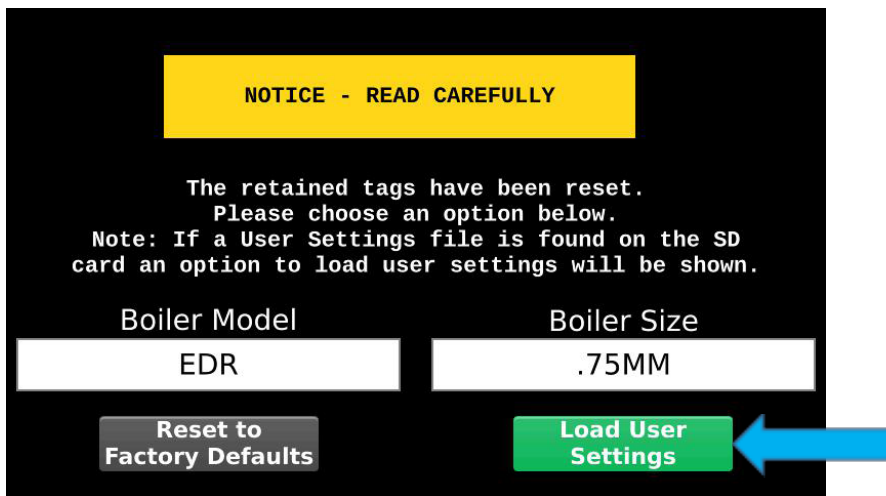 NOTICE - READ CAREFULLY
The retained tags have been reset.
Please choose an option below.
Note: If a User Settings file is found on the SD
card an option to load user settings will be shown.
Boiler Model
Boiler Size
EDR
.75MM
Reset to
Factory Defaults
Load User
Settings